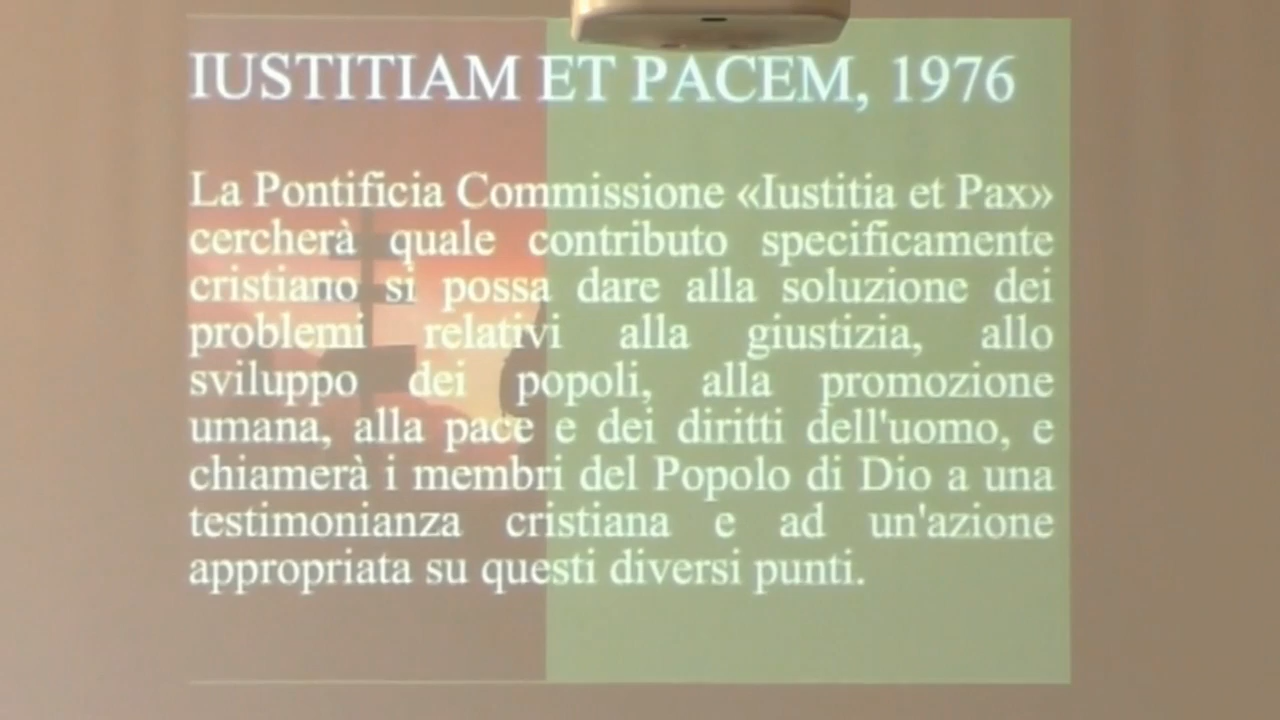 IUSTITIAM ET PACEM, 1976
La Pontificia Commissione «Iustitia et Pax»
cercherà quale contributo specificamente
cristiano si possa dare alla soluzione dei
problemi relativi alla giustizia, allo
sviluppo dei popoli, alla promozione
umana, alla pace e dei diritti dell'uomo, e
chiamerà i membri del Popolo di Dio a una
testimonianza cristiana e ad un'azione
appropriata su questi diversi punti.